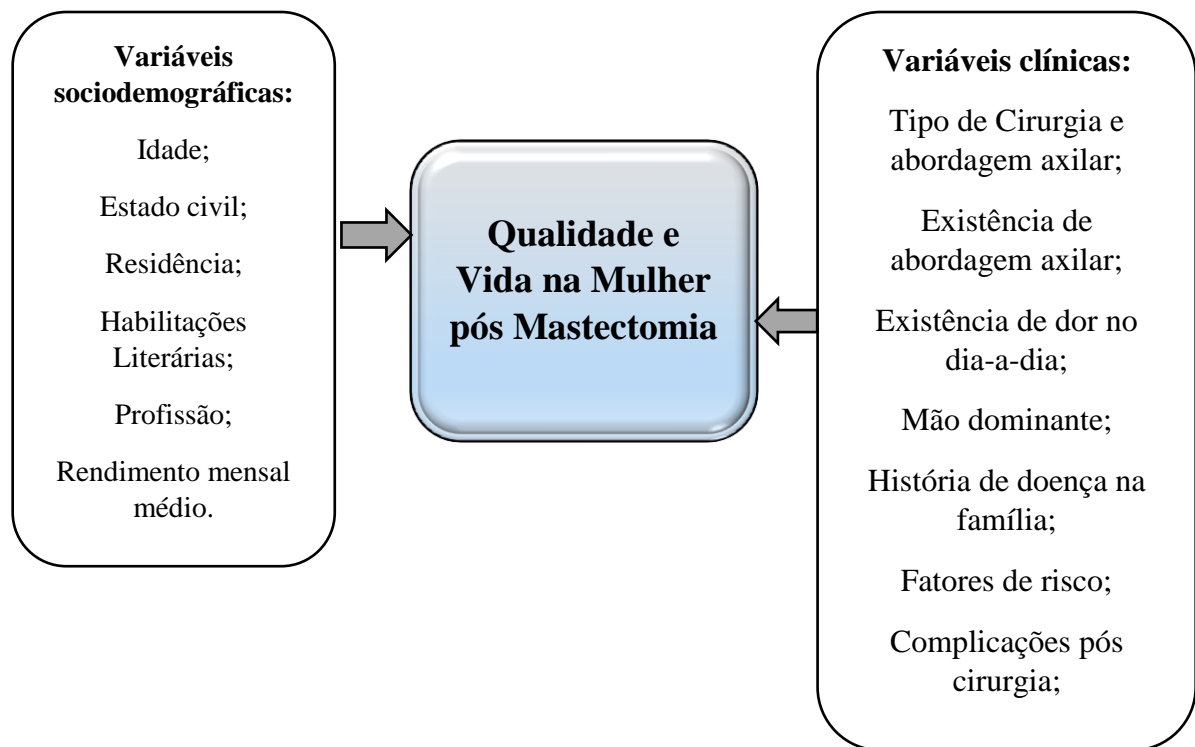 Variáveis
sociodemográficas:
Idade;
Estado civil;
Residência;
Habilitações
Literárias;
Profissão;
Rendimento mensal
médio.
Qualidade e
Vida na Mulher
pós Mastectomia
Variáveis clínicas:
Tipo de Cirurgia e
abordagem axilar;
Existência de
abordagem axilar;
Existência de dor no
dia-a-dia;
Mão dominante;
História de doença na
família;
Fatores de risco;
Complicações pós
cirurgia;